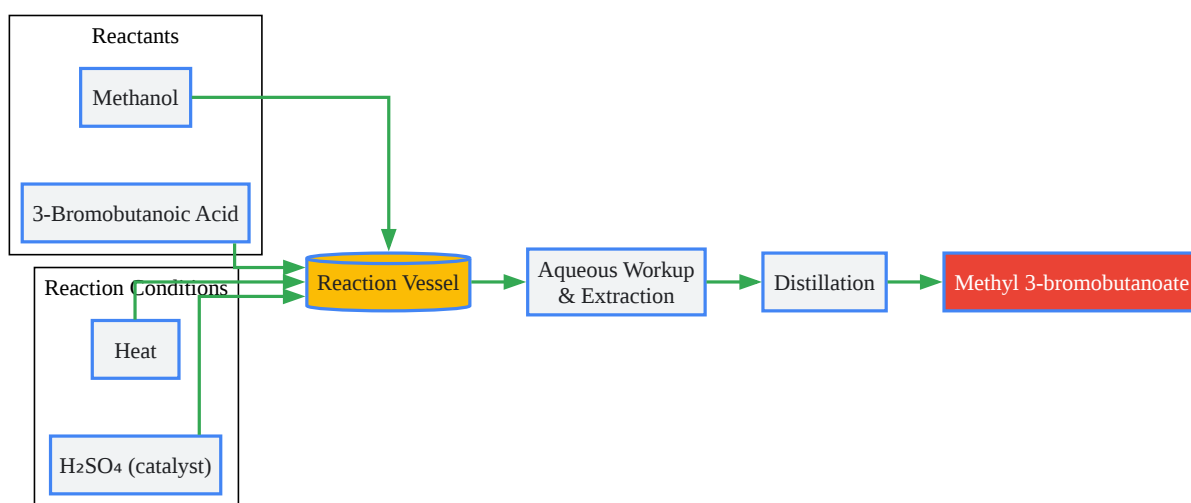 Reactants
Methanol
3-Bromobutanoic Acid
Reaction Conditions
Heat
H₂SO₄ (catalyst)
Reaction Vessel
Aqueous Workup
& Extraction
Distillation
Methyl 3-bromobutanoate